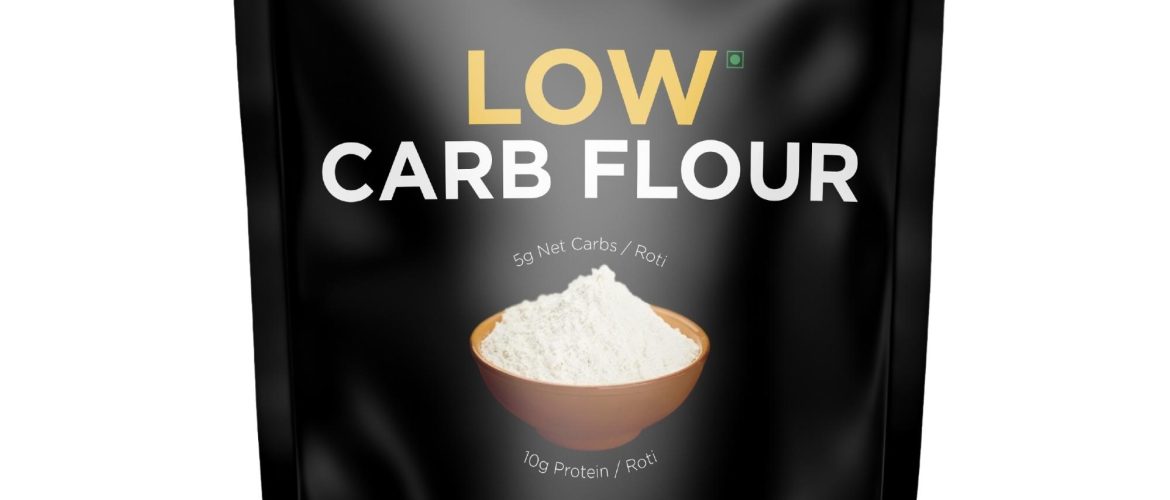 LOW
CARB FLOUR
5g Net Carbs / Roti
10g Protein / Roti